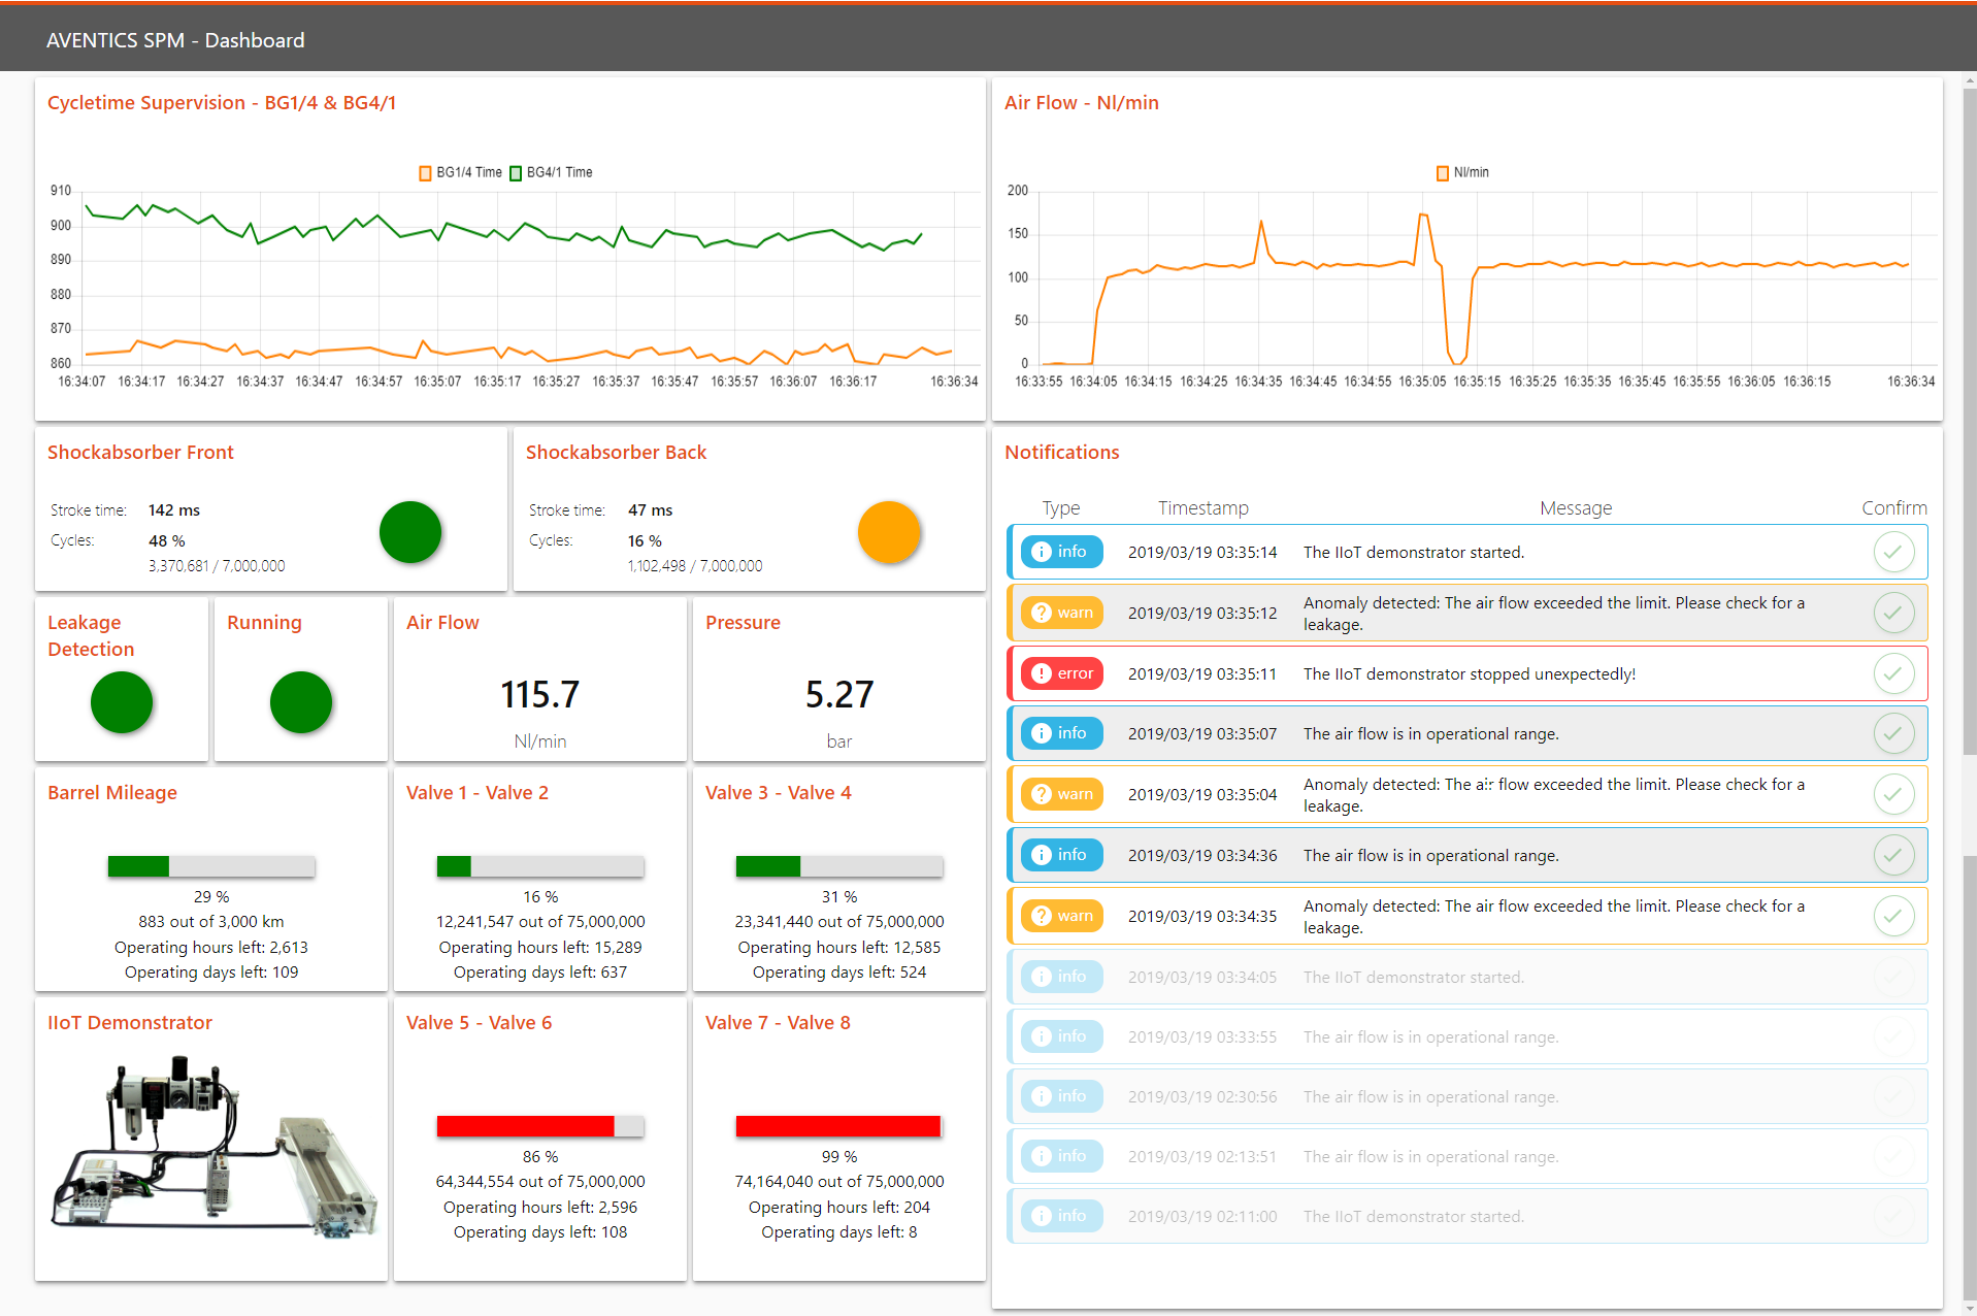 AVENTICS SPM - Dashboard
Cycletime Supervision - BG1/4 & BG4/1
BG1/4 Time BG4/1 Time
910
900
890
880
870
860
16:34:07 16:34:17 16:34:27 16:34:37 16:34:47 16:34:57 16:35:07 16:35:17 16:35:27 16:35:37 16:35:47 16:35:57 16:36:07 16:36:17 16:36:34
Air Flow - Nl/min
Nl/min
200
150
100
50
0
16:33:55 16:34:05 16:34:15 16:34:25 16:34:35 16:34:45 16:34:55 16:35:05 16:35:15 16:35:25 16:35:35 16:35:45 16:35:55 16:36:05 16:36:15 16:36:34
Shockabsorber Front
Stroke time: 142 ms
Cycles: 48 %
3,370,681 / 7,000,000
Shockabsorber Back
Stroke time: 47 ms
Cycles: 16 %
1,102,498 / 7,000,000
Leakage
Detection
Running
Air Flow
115.7
Nl/min
Pressure
5.27
bar
Barrel Mileage
29 %
883 out of 3,000 km
Operating hours left: 2,613
Operating days left: 109
Valve 1 - Valve 2
16 %
12,241,547 out of 75,000,000
Operating hours left: 15,289
Operating days left: 637
Valve 3 - Valve 4
31 %
23,341,440 out of 75,000,000
Operating hours left: 12,585
Operating days left: 524
IIoT Demonstrator
Valve 5 - Valve 6
86 %
64,344,554 out of 75,000,000
Operating hours left: 2,596
Operating days left: 108
Valve 7 - Valve 8
99 %
74,164,040 out of 75,000,000
Operating hours left: 204
Operating days left: 8
Notifications
Type Timestamp Message Confirm
info 2019/03/19 03:35:14 The IIoT demonstrator started.
warn 2019/03/19 03:35:12 Anomaly detected: The air flow exceeded the limit. Please check for a
leakage.
error 2019/03/19 03:35:11 The IIoT demonstrator stopped unexpectedly!
info 2019/03/19 03:35:07 The air flow is in operational range.
warn 2019/03/19 03:35:04 Anomaly detected: The air flow exceeded the limit. Please check for a
leakage.
info 2019/03/19 03:34:36 The air flow is in operational range.
warn 2019/03/19 03:34:35 Anomaly detected: The air flow exceeded the limit. Please check for a
leakage.
info 2019/03/19 03:34:05 The IIoT demonstrator started.
info 2019/03/19 03:33:55 The air flow is in operational range.
info 2019/03/19 02:30:56 The air flow is in operational range.
info 2019/03/19 02:13:51 The air flow is in operational range.
info 2019/03/19 02:11:00 The IIoT demonstrator started.